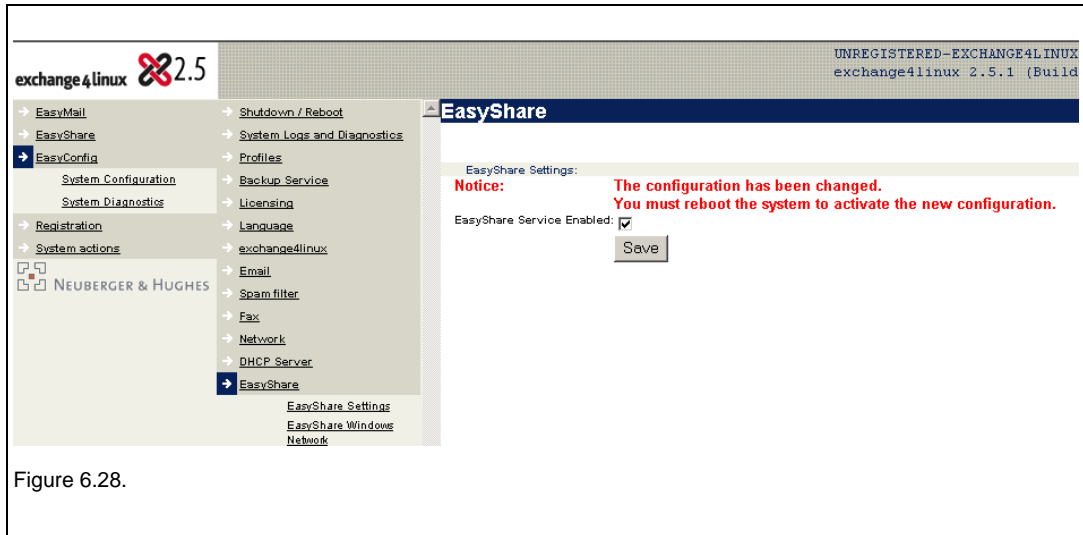 exchange4linux 2.5
UNREGISTERED-EXCHANGE4LINUX
exchange4linux 2.5.1 (Build
EasyMail
EasyShare
EasyConfig
System Configuration
System Diagnostics
Registration
System actions
NEUBERGER & HUGHES
Shutdown / Reboot
System Logs and Diagnostics
Profiles
Backup Service
Licensing
Language
exchange4linux
Email
Spam filter
Fax
Network
DHCP Server
EasyShare
EasyShare Settings
EasyShare Windows
Network
EasyShare
EasyShare Settings:
Notice: The configuration has been changed.
You must reboot the system to activate the new configuration.
EasyShare Service Enabled:
Save
Figure 6.28.